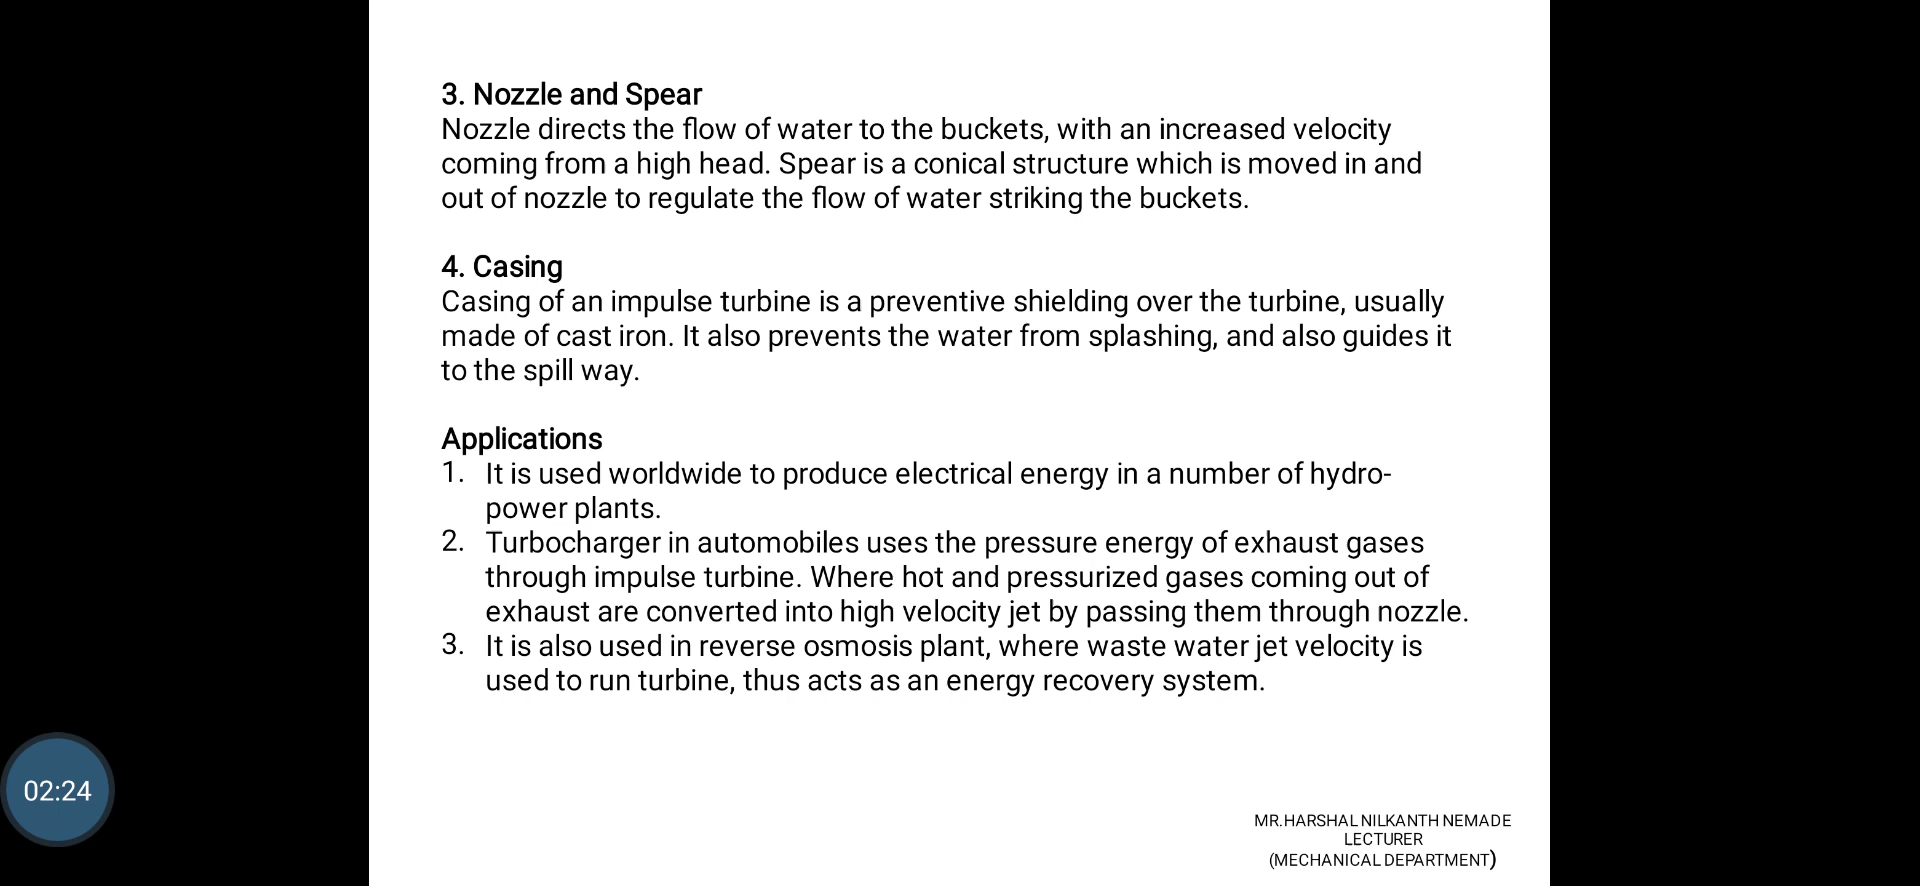 3. Nozzle and Spear
Nozzle directs the flow of water to the buckets, with an increased velocity
coming from a high head. Spear is a conical structure which is moved in and
out of nozzle to regulate the flow of water striking the buckets.
4. Casing
Casing of an impulse turbine is a preventive shielding over the turbine, usually
made of cast iron. It also prevents the water from splashing, and also guides it
to the spill way.
Applications
1. It is used worldwide to produce electrical energy in a number of hydro-
power plants.
2. Turbocharger in automobiles uses the pressure energy of exhaust gases
through impulse turbine. Where hot and pressurized gases coming out of
exhaust are converted into high velocity jet by passing them through nozzle.
3. It is also used in reverse osmosis plant, where waste water jet velocity is
used to run turbine, thus acts as an energy recovery system.
02:24
MR.HARSHAL NILKANTH NEMADE
LECTURER
(MECHANICAL DEPARTMENT)